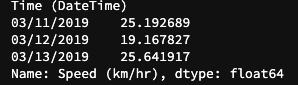 Time (DateTime)
03/11/2019    25.192689
03/12/2019    19.167827
03/13/2019    25.641917
Name: Speed (km/hr), dtype: float64